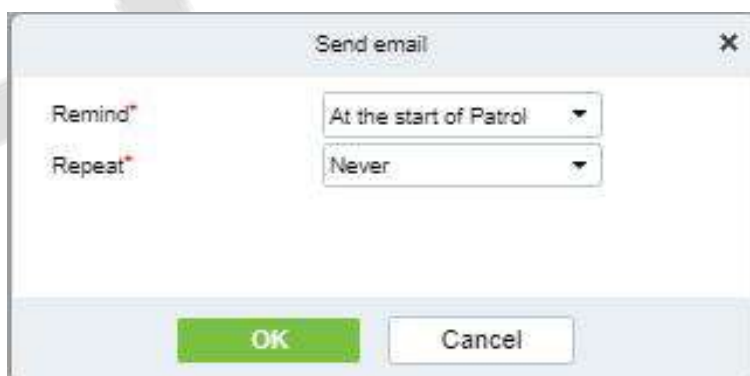 Send email
Remind* At the start of Patrol
Repeat* Never
OK Cancel